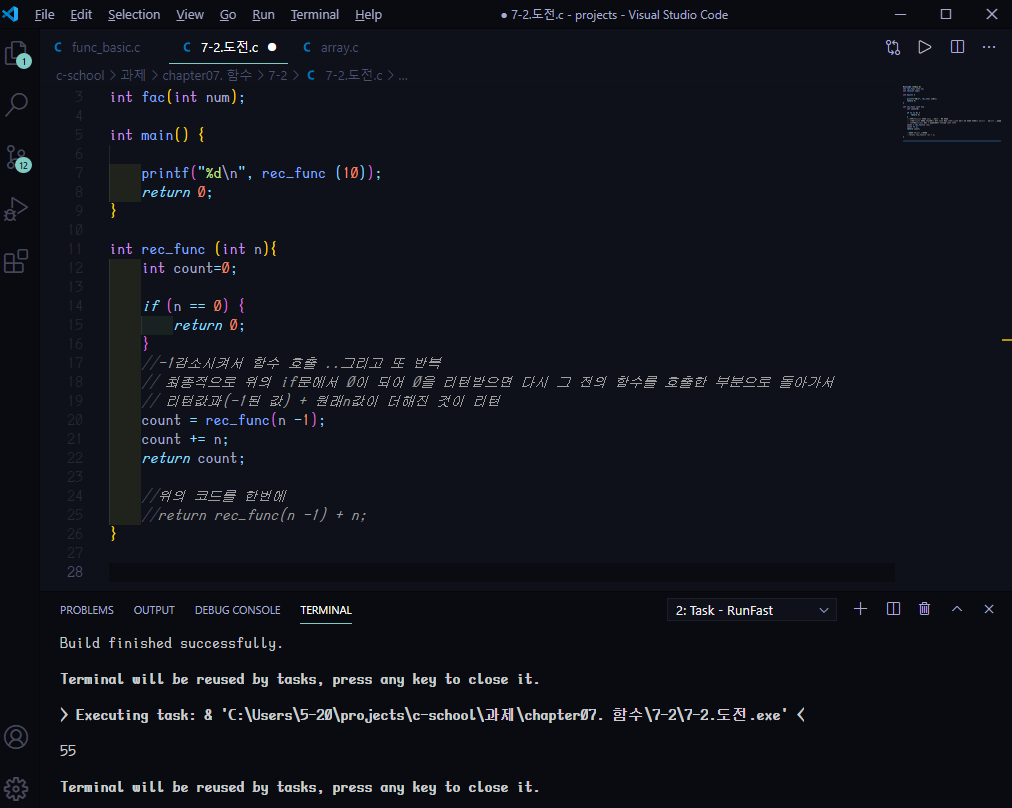 File Edit Selection View Go Run Terminal Help ● 7-2.도전.c - projects - Visual Studio Code
C func_basic.c C 7-2.도전.c ● C array.c
c-school > 과제 > chapter07. 함수 > 7-2 > C 7-2.도전.c > ...
1
12
3 int fac(int num);
4
5 int main() {
6
7 printf("%d\n", rec_func (10));
8 return 0;
9 }
10
11 int rec_func (int n){
12 int count=0;
13
14 if (n == 0) {
15 return 0;
16 }
17 //-1감소시켜서 함수 호출 ..그리고 또 반복
18 // 최종적으로 위의 if문에서 0이 되어 0을 리턴받으면 다시 그 전의 함수를 호출한 부분으로 돌아가서
19 // 리턴값과(-1된 값) + 원래n값이 더해진 것이 리턴
20 count = rec_func(n -1);
21 count += n;
22 return count;
23
24 //위의 코드를 한번에
25 //return rec_func(n -1) + n;
26 }
27
28
PROBLEMS OUTPUT DEBUG CONSOLE TERMINAL 2: Task - RunFast
Build finished successfully.
Terminal will be reused by tasks, press any key to close it.
> Executing task: & 'C:\Users\5-20\projects\c-school\과제\chapter07. 함수\7-2\7-2.도전.exe' <
55
Terminal will be reused by tasks, press any key to close it.